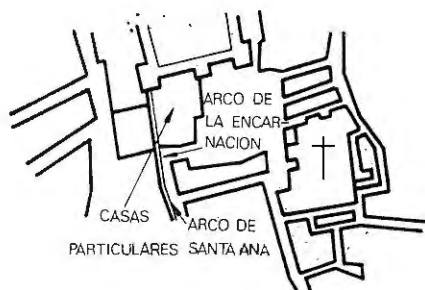 ARCO DE
LA ENCAR-
NACION
CASAS
PARTICULARES
ARCO DE
SANTA ANA